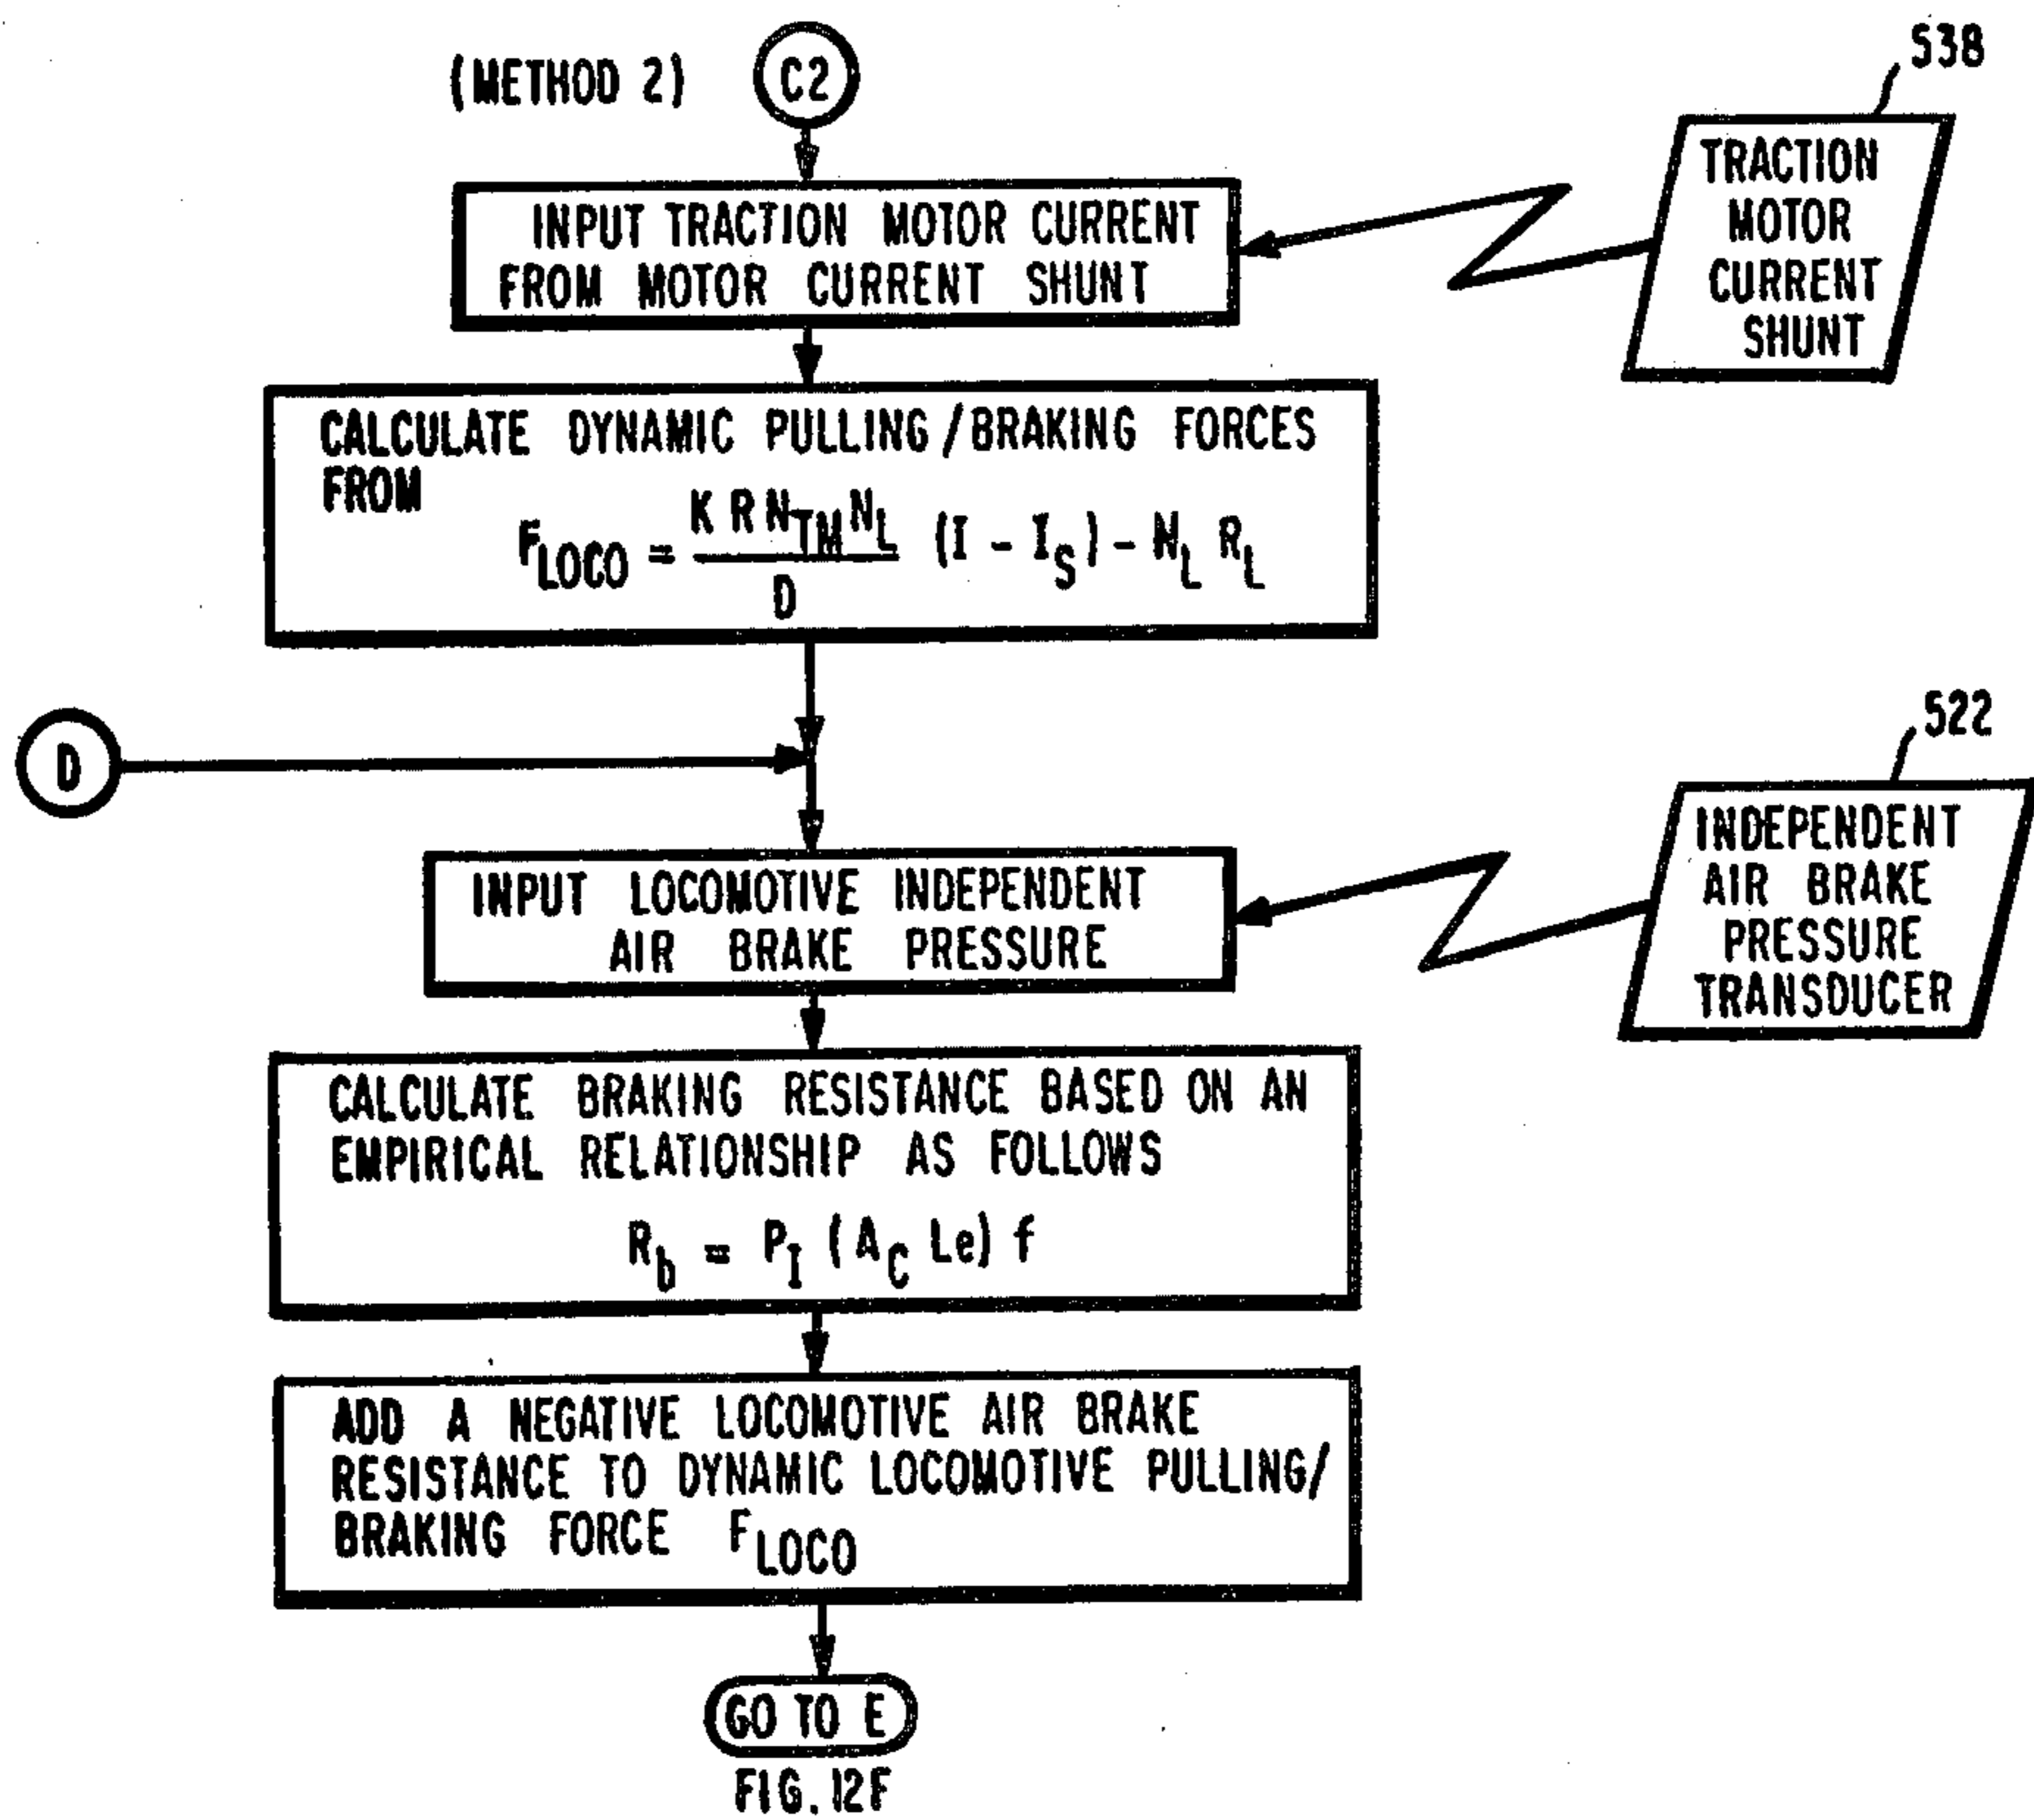 (METHOD 2) C2
538
TRACTION
MOTOR
CURRENT
SHUNT
INPUT TRACTION MOTOR CURRENT
FROM MOTOR CURRENT SHUNT
CALCULATE DYNAMIC PULLING/BRAKING FORCES
FROM
F_LOCO = K R N_TM N_L / D (I - I_S) - N_L R_L
D
522
INDEPENDENT
AIR BRAKE
PRESSURE
TRANSDUCER
INPUT LOCOMOTIVE INDEPENDENT
AIR BRAKE PRESSURE
CALCULATE BRAKING RESISTANCE BASED ON AN
EMPIRICAL RELATIONSHIP AS FOLLOWS
R_b = P_I (A_C Le) f
ADD A NEGATIVE LOCOMOTIVE AIR BRAKE
RESISTANCE TO DYNAMIC LOCOMOTIVE PULLING/
BRAKING FORCE F_LOCO
GO TO E
FIG. 12F